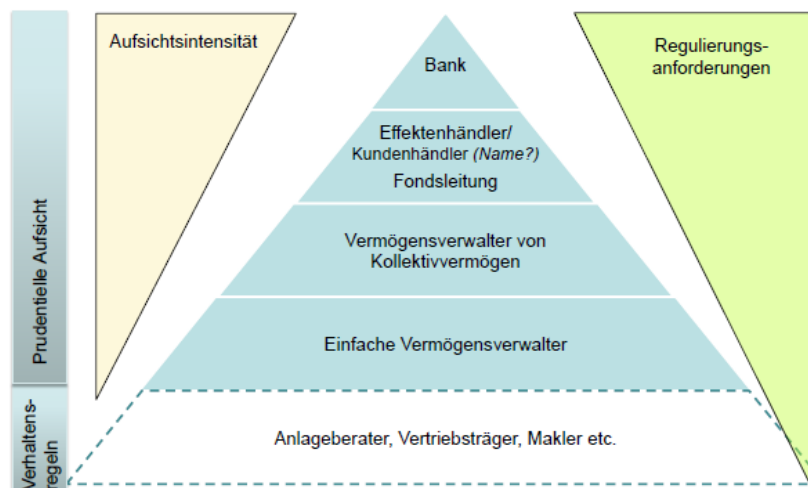 Aufsichtsintensität
Regulierungs-
anforderungen
Bank
Effektenhändler/
Kundenhändler (Name?)
Fondsleitung
Vermögensverwalter von
Kollektivvermögen
Einfache Vermögensverwalter
Anlageberater, Vertriebsträger, Makler etc.
Prudentielle Aufsicht
Verhaltens-
regeln